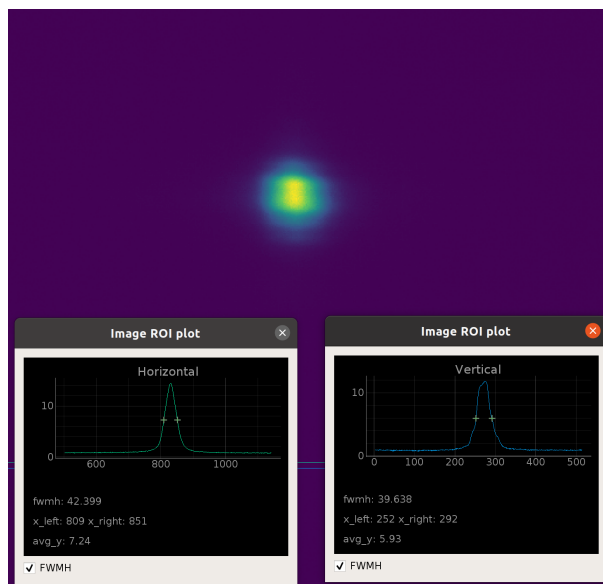 Image ROI plot
Horizontal
10
0
600 800 1000
fwmh: 42.399
x_left: 809 x_right: 851
avg_y: 7.24
FWMH
Image ROI plot
Vertical
10
0
0 100 200 300 400 500
fwmh: 39.638
x_left: 252 x_right: 292
avg_y: 5.93
FWMH